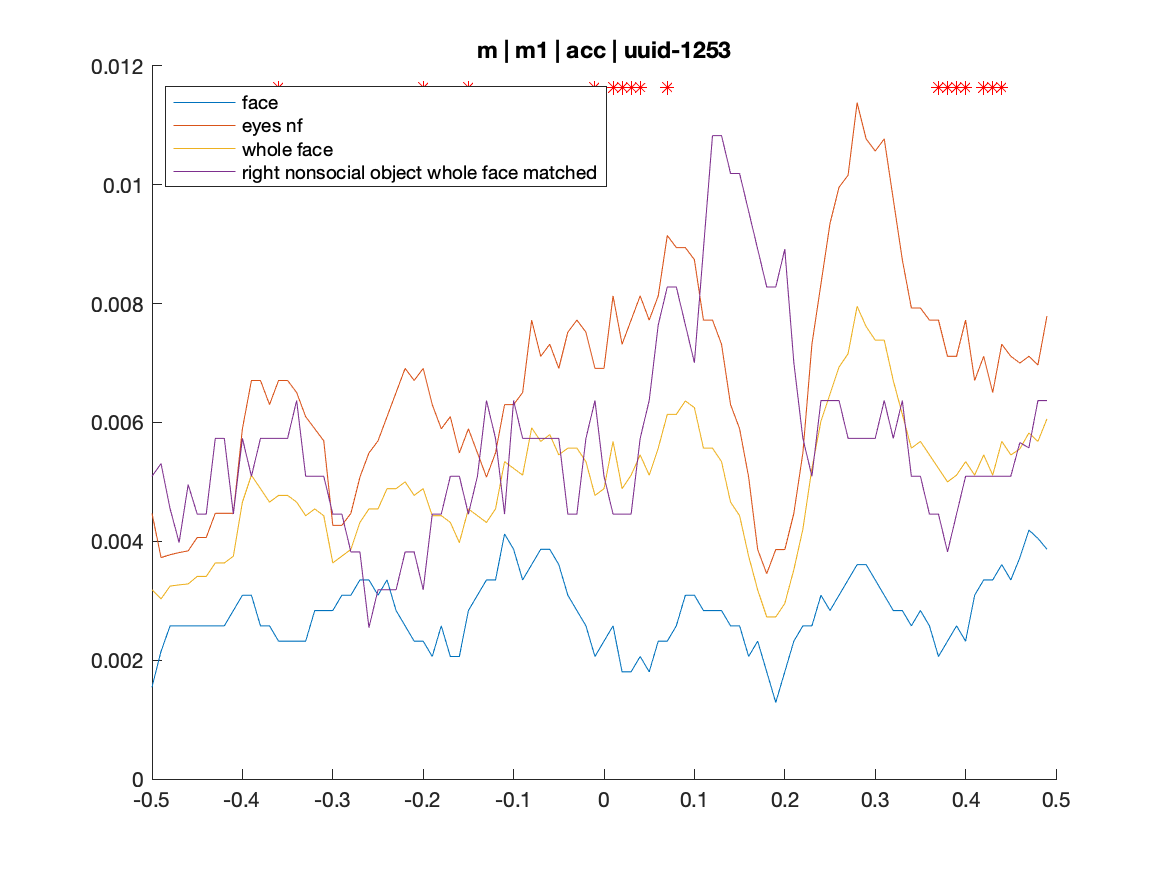 m | m1 | acc | uuid-1253
0.012
face
eyes nf
whole face
right nonsocial object whole face matched
0.01
0.008
0.006
0.004
0.002
0
-0.5 -0.4 -0.3 -0.2 -0.1 0 0.1 0.2 0.3 0.4 0.5